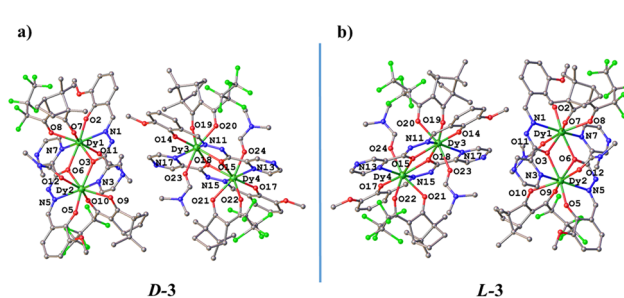 a) b)
O2 O19 O20 O20 O19 O2
O8 O7 N1 N11 O14 N1 O7 O8
N7 Dy1 O14 Dy3 N11 Dy3 Dy1 N7
O11 O3 O18 O24 O24 O15 O18 N17 O11
O6 N17 O15 N13 N13 O3 O6
O12 N3 O23 N15 Dy4 Dy4 N15 O23 N3 O12
Dy2 O17 O17 Dy2
N5 O10 O9 O21 O22 O22 O21 O10 O9 N5
O5 O5
D-3 L-3